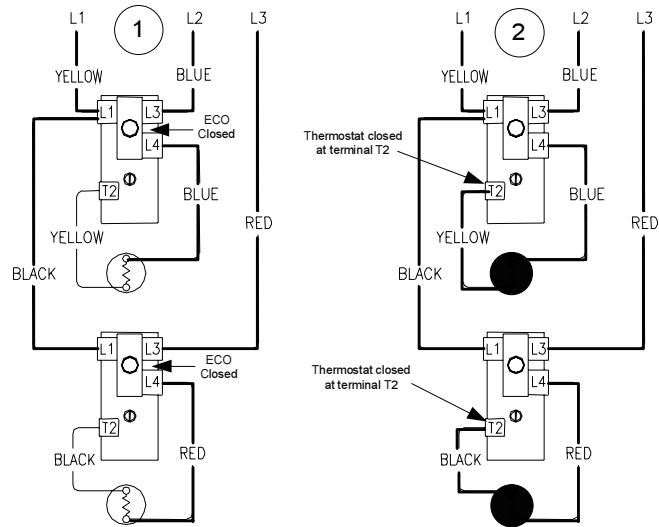 L1 1 L2 L3
YELLOW BLUE
L1 L3
ECO
Closed
L4
T2
BLUE
YELLOW
RED
BLACK
L1 L3
ECO
Closed
L4
T2
BLACK RED
L1 2 L2 L3
YELLOW BLUE
L1 L3
Thermostat closed
at terminal T2
L4
T2
BLUE
YELLOW
RED
BLACK
L1 L3
Thermostat closed
at terminal T2
L4
T2
BLACK RED